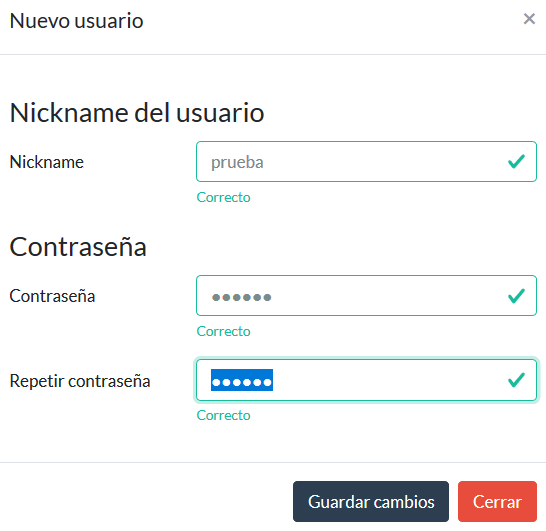 Nuevo usuario ×
Nickname del usuario
Nickname prueba
Correcto
Contraseña
Contraseña ●●●●●●
Correcto
Repetir contraseña ●●●●●●
Correcto
Guardar cambios Cerrar